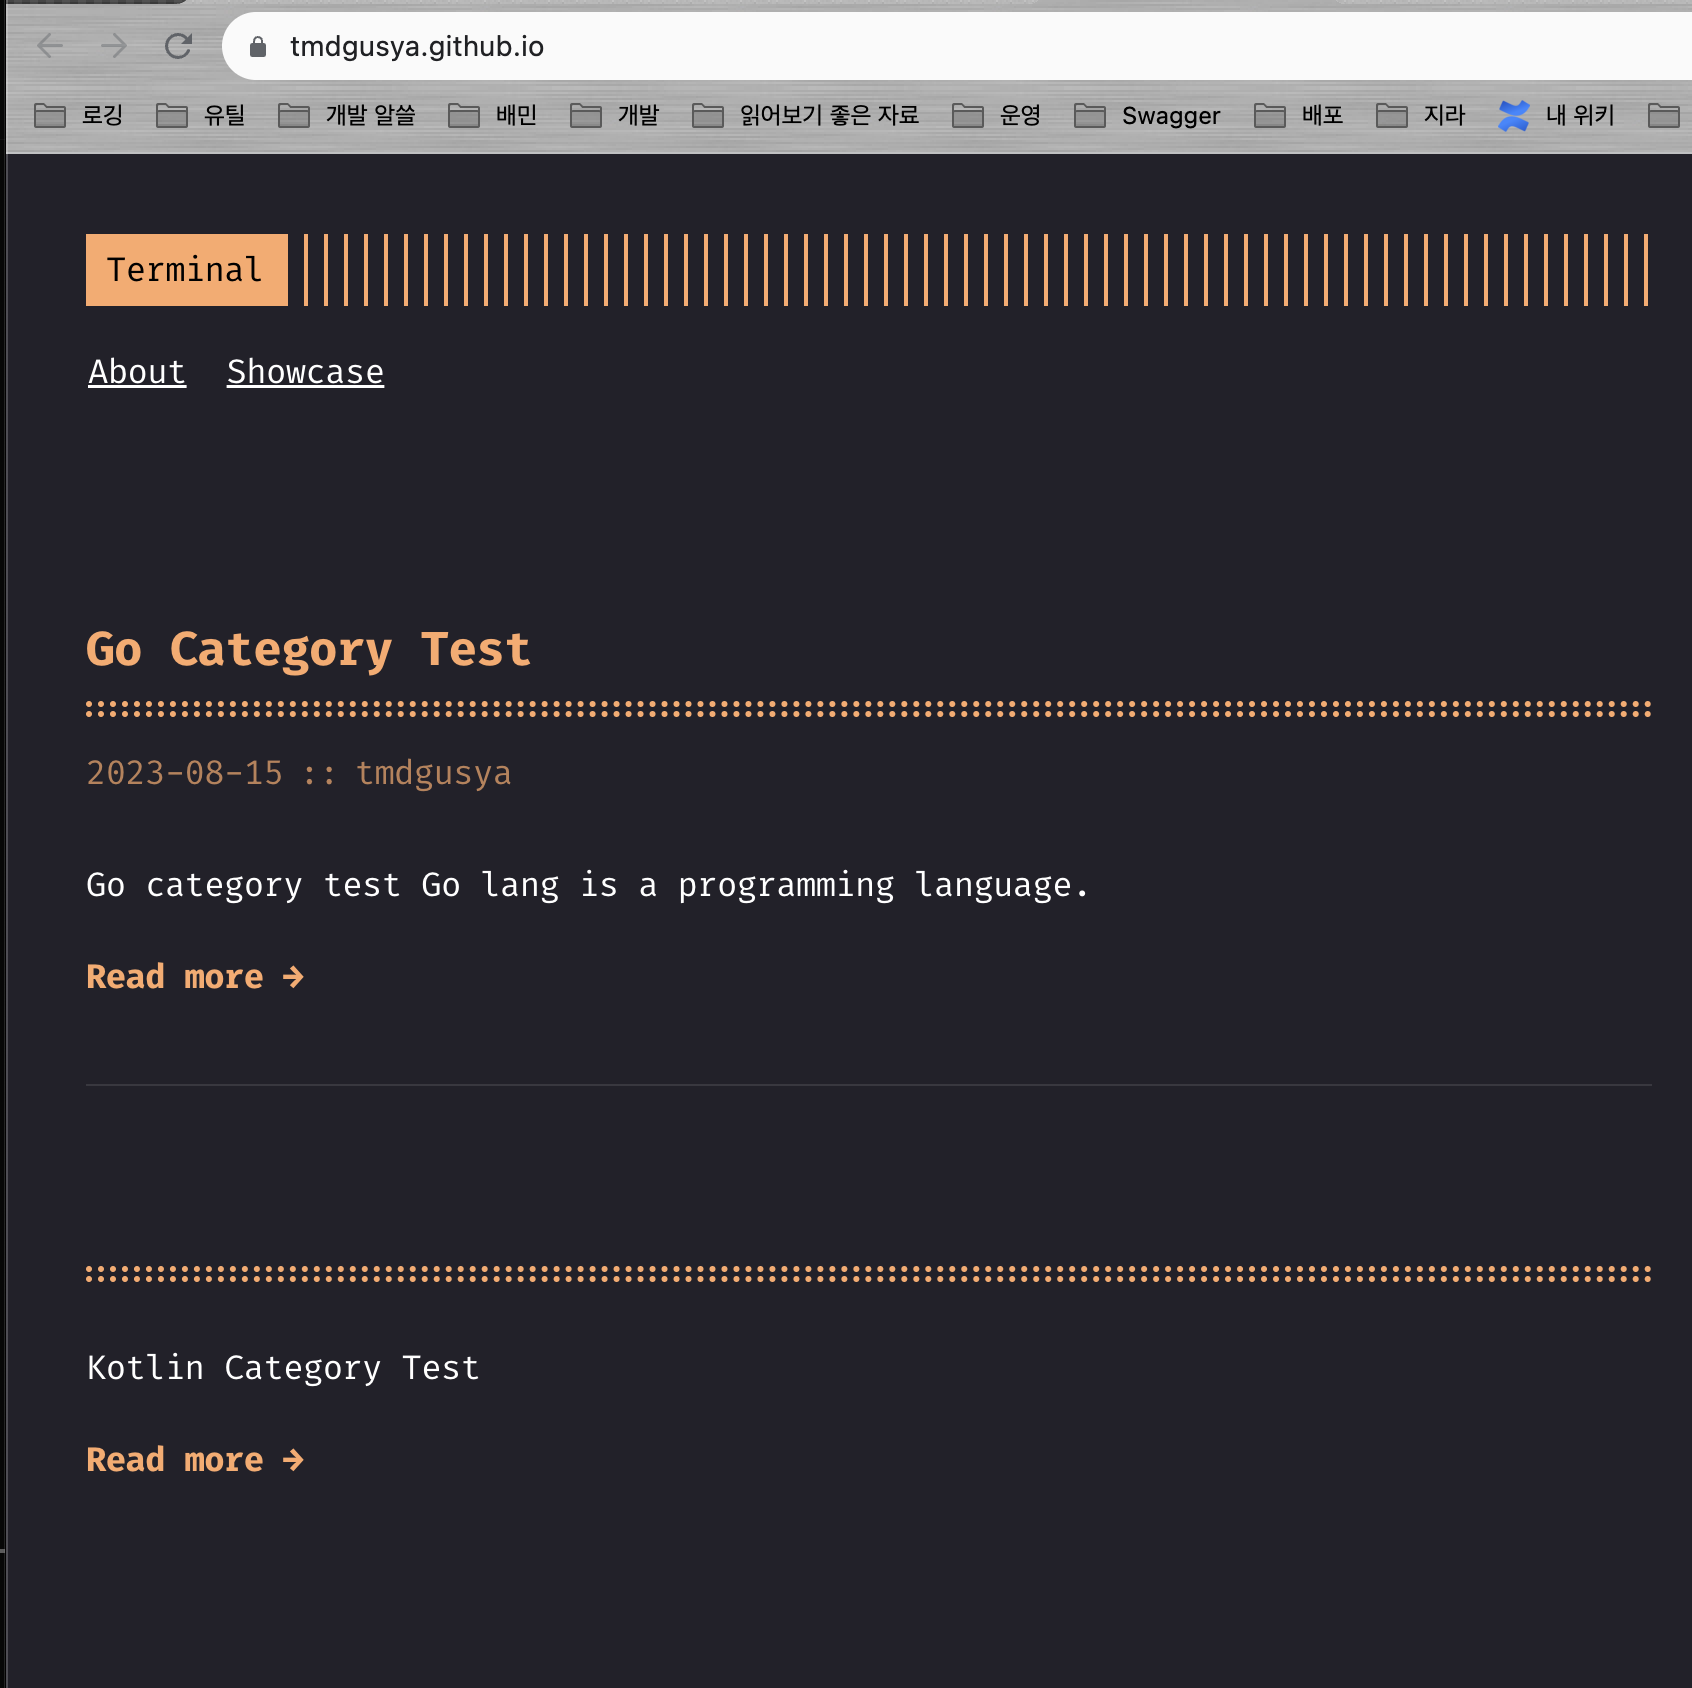 tmdgusya.github.io
로깅 유틸 개발 알쓸 배민 개발 읽어보기 좋은 자료 운영 Swagger 배포 지라 내 위키
Terminal
About Showcase
Go Category Test
2023-08-15 :: tmdgusya
Go category test Go lang is a programming language.
Read more →
Kotlin Category Test
Read more →